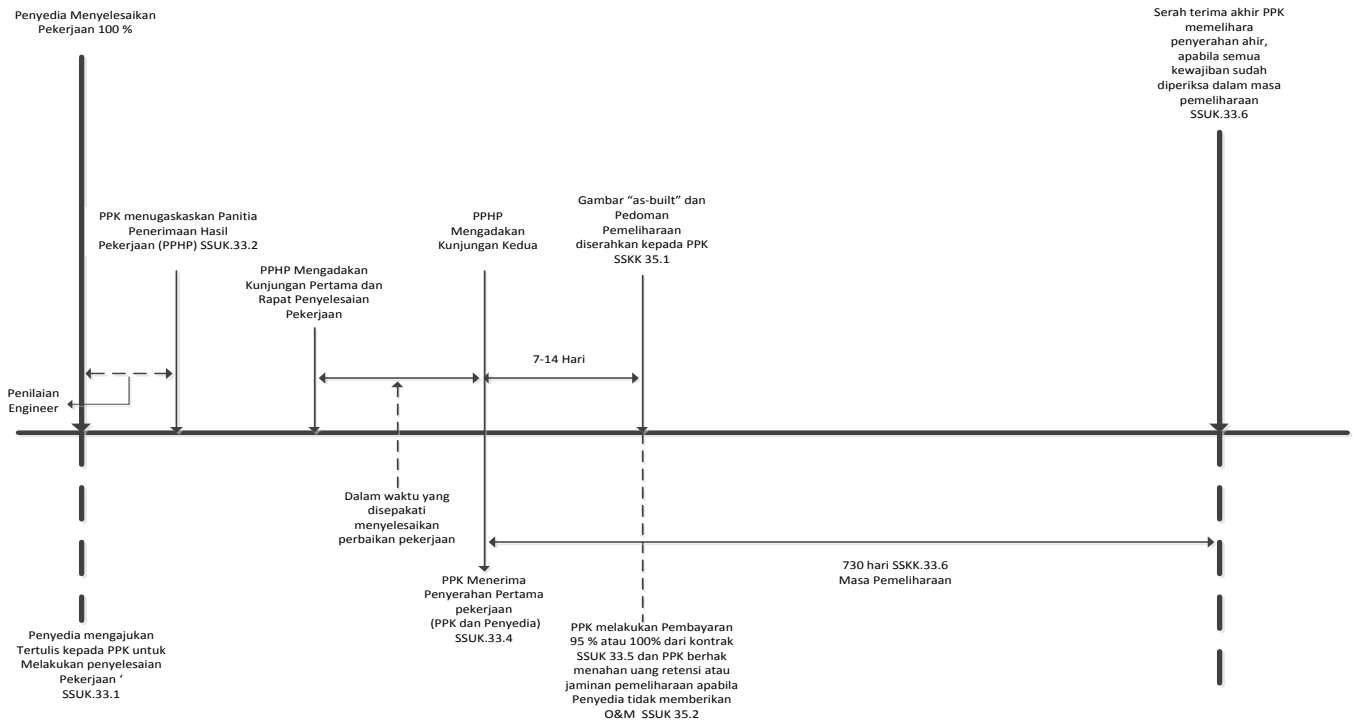 Penyedia Menyelesaikan
Pekerjaan 100 %
Serah terima akhir PPK
memelihara
penyerahan ahir,
apabila semua
kewajiban sudah
diperiksa dalam masa
pemeliharaan
SSUK.33.6
PPK menugaskaskan Panitia
Penerimaan Hasil
Pekerjaan (PPHP) SSUK.33.2
PPHP Mengadakan
Kunjungan Pertama dan
Rapat Penyelesaian
Pekerjaan
PPHP
Mengadakan
Kunjungan Kedua
Gambar “as-built” dan
Pedoman
Pemeliharaan
diserahkan kepada PPK
SSKK 35.1
7-14 Hari
Penilaian
Engineer
Dalam waktu yang
disepakati
menyelesaikan
perbaikan pekerjaan
730 hari SSKK.33.6
Masa Pemeliharaan
Penyedia mengajukan
Tertulis kepada PPK untuk
Melakukan penyelesaian
Pekerjaan ‘
SSUK.33.1
PPK Menerima
Penyerahan Pertama
pekerjaan
(PPK dan Penyedia)
SSUK.33.4
PPK melakukan Pembayaran
95 % atau 100% dari kontrak
SSUK 33.5 dan PPK berhak
menahan uang retensi atau
jaminan pemeliharaan apabila
Penyedia tidak memberikan
O&M SSUK 35.2